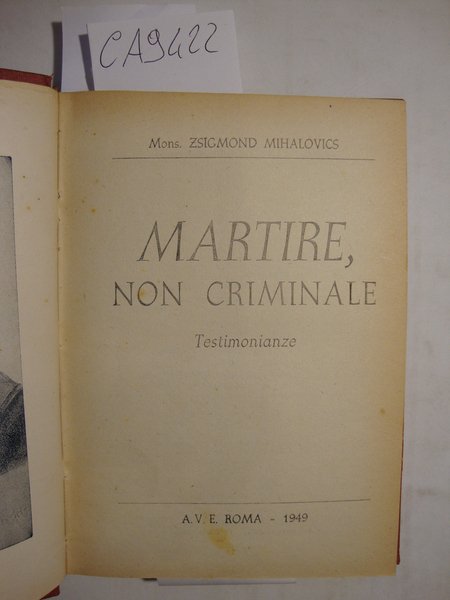 CA9422
Mons. ZSIGMOND MIHALOVICS
MARTIRE,
NON CRIMINALE
Testimonianze
A.V.E. ROMA - 1949